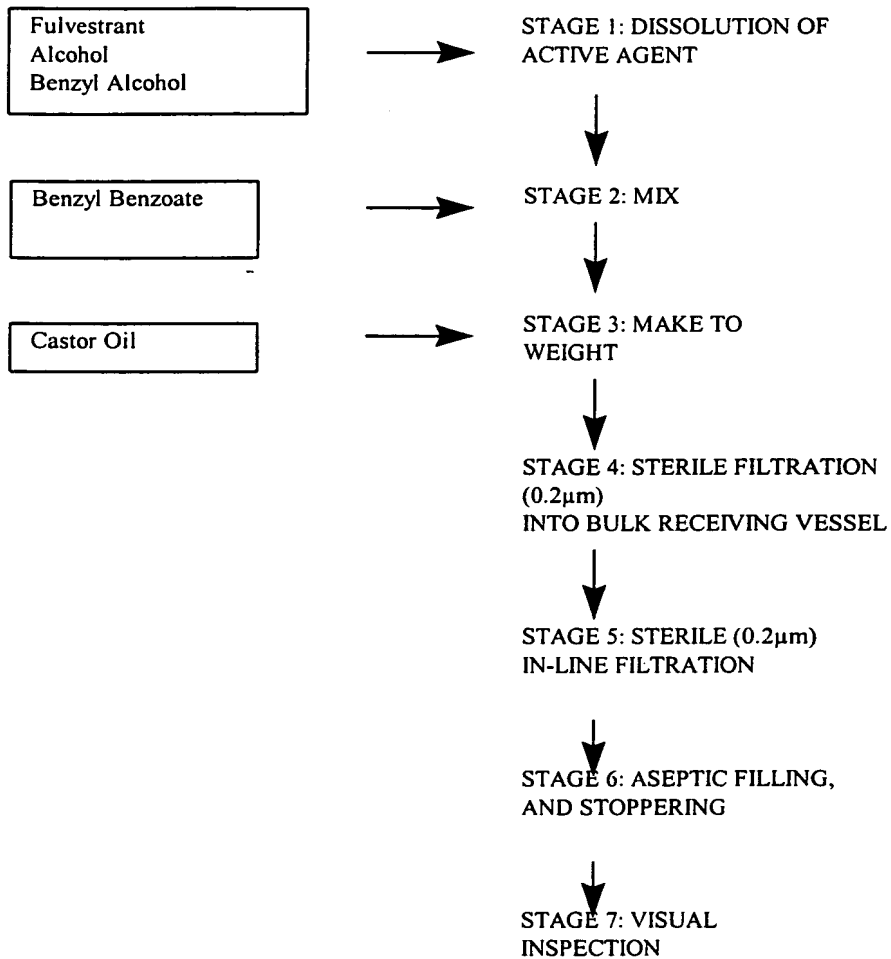 Fulvestrant
Alcohol
Benzyl Alcohol
STAGE 1: DISSOLUTION OF
ACTIVE AGENT
Benzyl Benzoate
STAGE 2: MIX
Castor Oil
STAGE 3: MAKE TO
WEIGHT
STAGE 4: STERILE FILTRATION
(0.2µm)
INTO BULK RECEIVING VESSEL
STAGE 5: STERILE (0.2µm)
IN-LINE FILTRATION
STAGE 6: ASEPTIC FILLING,
AND STOPPERING
STAGE 7: VISUAL
INSPECTION